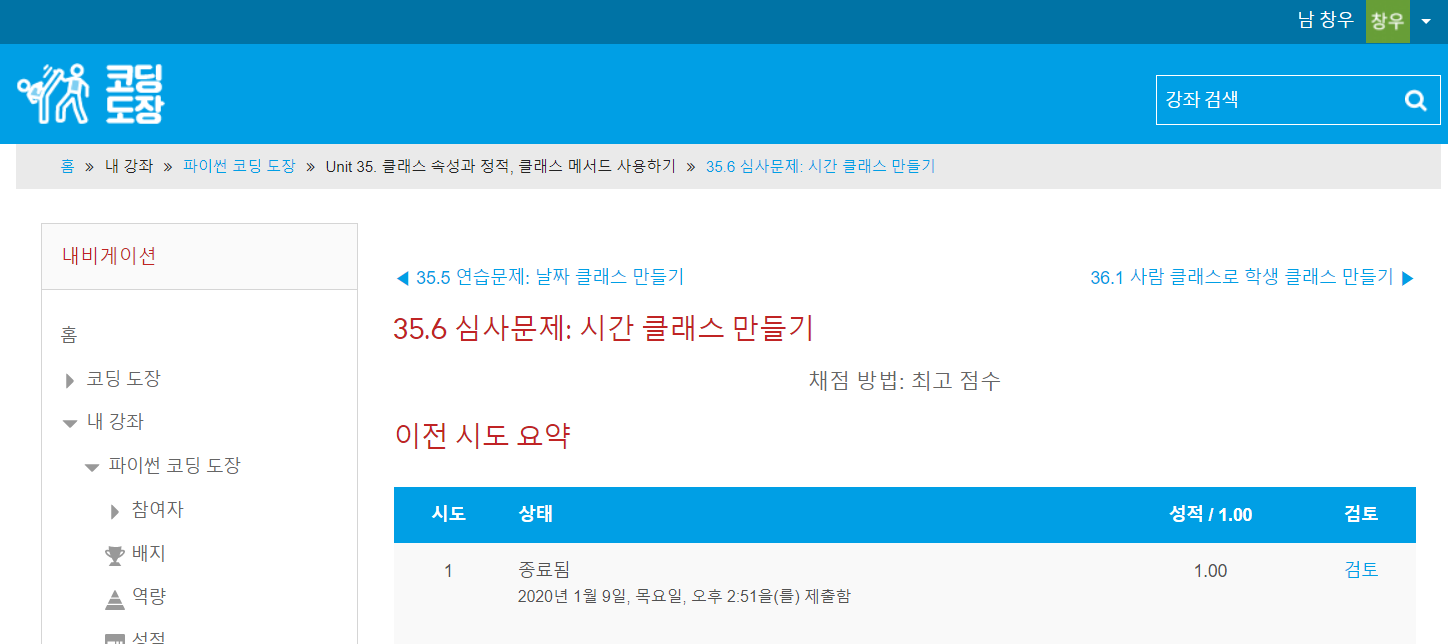 남 창우 창우
코딩
도장
강좌 검색
홈 » 내 강좌 » 파이썬 코딩 도장 » Unit 35. 클래스 속성과 정적, 클래스 메서드 사용하기 » 35.6 심사문제: 시간 클래스 만들기
내비게이션
홈
코딩 도장
내 강좌
파이썬 코딩 도장
참여자
배지
역량
성적
◀ 35.5 연습문제: 날짜 클래스 만들기
36.1 사람 클래스로 학생 클래스 만들기 ▶
35.6 심사문제: 시간 클래스 만들기
채점 방법: 최고 점수
이전 시도 요약
시도 상태 성적 / 1.00 검토
1 종료됨 1.00 검토
2020년 1월 9일, 목요일, 오후 2:51을(를) 제출함